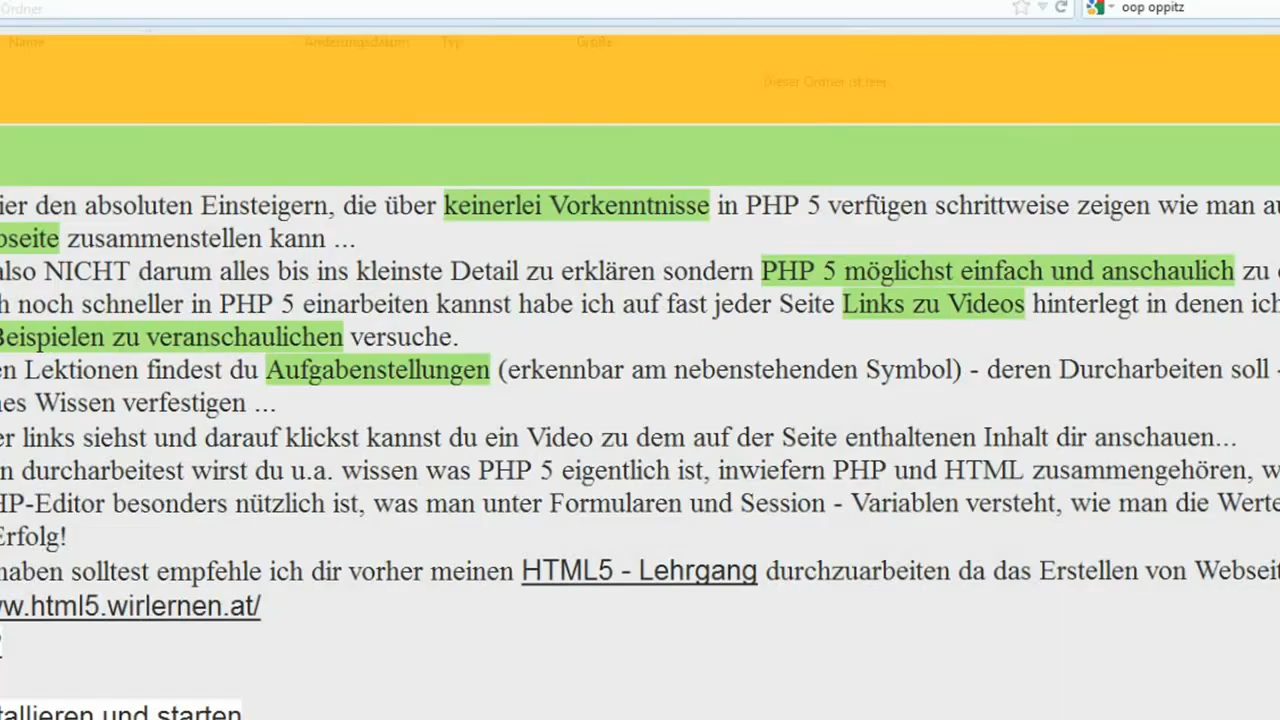 Ordner
oop oppitz
Name Änderungsdatum Typ Größe
Dieser Ordner ist leer.
ier den absoluten Einsteigern, die über keinerlei Vorkenntnisse in PHP 5 verfügen schrittweise zeigen wie man au
bseite zusammenstellen kann ...
also NICHT darum alles bis ins kleinste Detail zu erklären sondern PHP 5 möglichst einfach und anschaulich zu
h noch schneller in PHP 5 einarbeiten kannst habe ich auf fast jeder Seite Links zu Videos hinterlegt in denen ich
Beispielen zu veranschaulichen versuche.
en Lektionen findest du Aufgabenstellungen (erkennbar am nebenstehenden Symbol) - deren Durcharbeiten soll -
nes Wissen verfestigen ...
er links siehst und darauf klickst kannst du ein Video zu dem auf der Seite enthaltenen Inhalt dir anschauen...
n durcharbeitest wirst du u.a. wissen was PHP 5 eigentlich ist, inwiefern PHP und HTML zusammengehören, w
HP-Editor besonders nützlich ist, was man unter Formularen und Session - Variablen versteht, wie man die Werte
Erfolg!
haben solltest empfehle ich dir vorher meinen HTML5 - Lehrgang durchzuarbeiten da das Erstellen von Webseit
ww.html5.wirlernen.at/
tallieren und starten